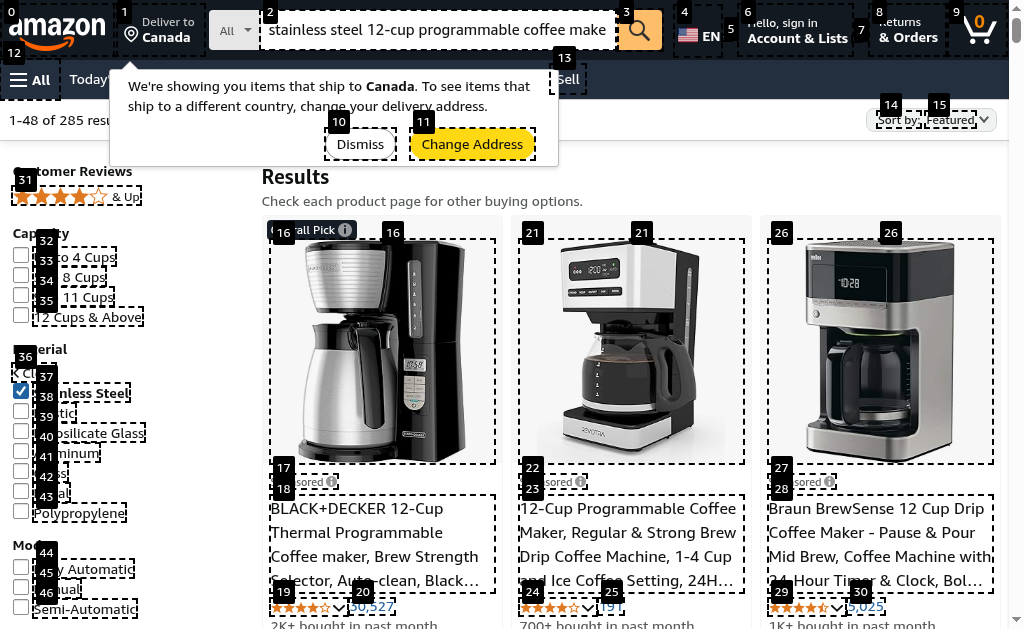 amazon
Deliver to
Canada
All
stainless steel 12-cup programmable coffee make
EN
Hello, sign in
Account & Lists
Returns
& Orders
0
All
Today
Sell
We're showing you items that ship to Canada. To see items that
ship to a different country, change your delivery address.
Dismiss
Change Address
1-48 of 285
Sort by: Featured
Customer Reviews
& Up
Results
Check each product page for other buying options.
Capacity
to 4 Cups
8 Cups
11 Cups
12 Cups & Above
Material
Stainless Steel
Borosilicate Glass
Aluminum
Polypropylene
Automatic
Manual
Semi-Automatic
Overall Pick
Sponsored
BLACK+DECKER 12-Cup
Thermal Programmable
Coffee maker, Brew Strength
Selector, Auto-clean, Black...
30,527
2K+ bought in past month
Sponsored
12-Cup Programmable Coffee
Maker, Regular & Strong Brew
Drip Coffee Machine, 1-4 Cup
and Ice Coffee Setting, 24H...
191
700+ bought in past month
Sponsored
Braun BrewSense 12 Cup Drip
Coffee Maker - Pause & Pour
Mid Brew, Coffee Machine with
24-Hour Timer & Clock, Bol...
5,025
1K+ bought in past month
0
1
2
3
4
5
6
7
8
9
10
11
12
13
14
15
16
16
17
18
19
20
21
21
22
23
24
25
26
26
27
28
29
30
31
32
33
34
35
36
37
38
39
40
41
42
43
44
45
46